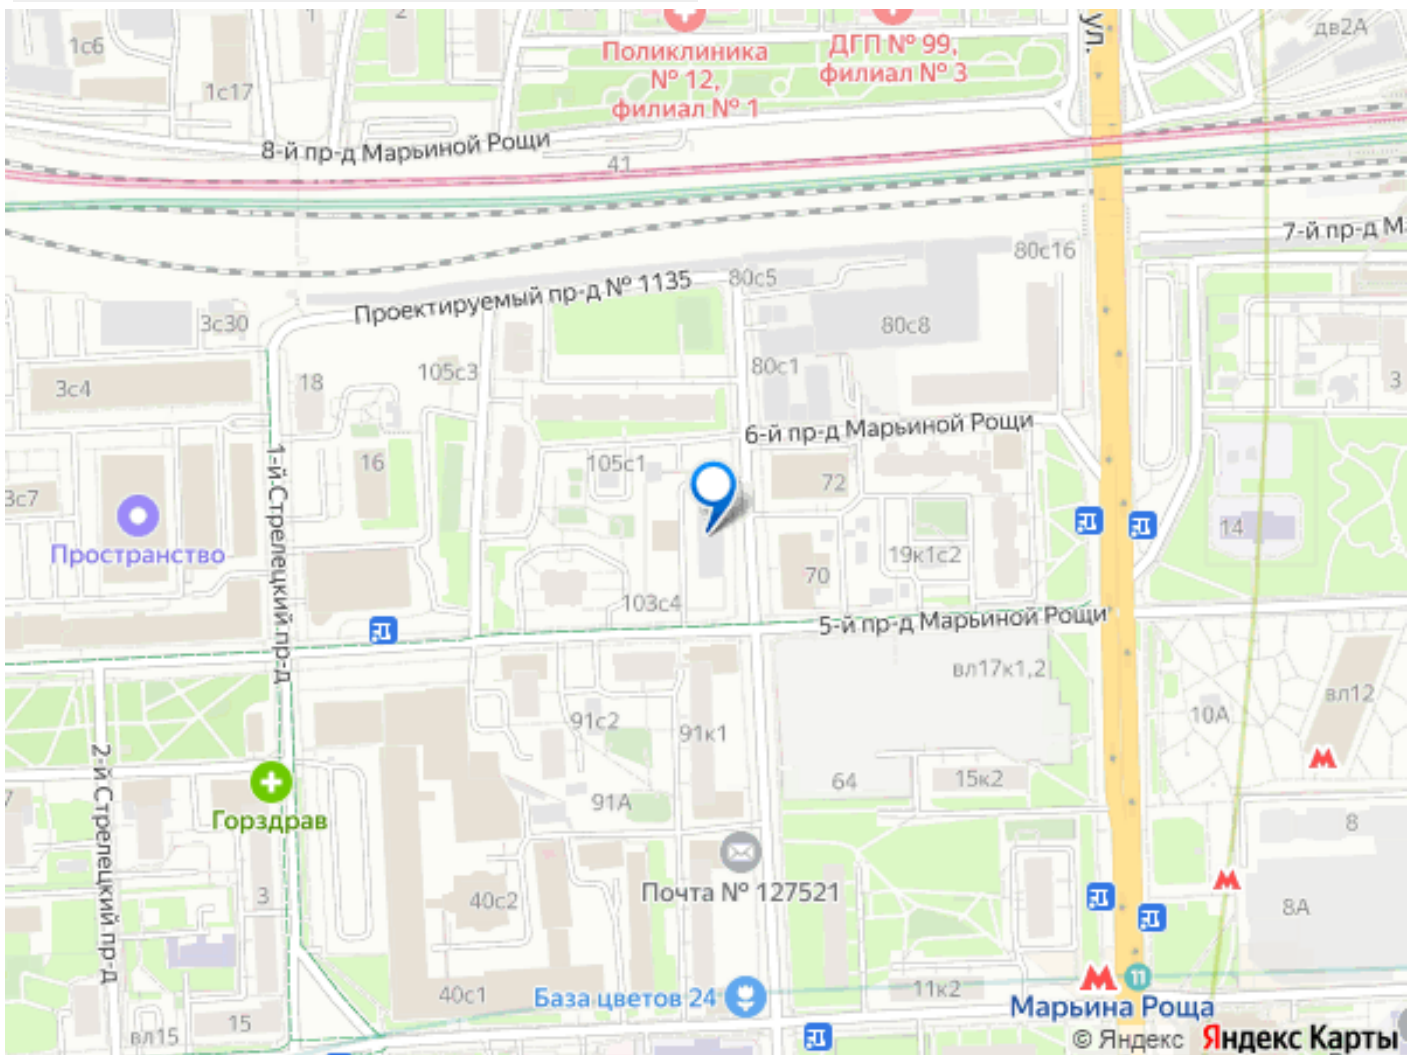 1с6
1
2
Поликлиника
№ 12,
филиал № 1
ДГП № 99,
филиал № 3
ул.
дв2А
1с17
8-й пр-д Марьиной Рощи
41
7-й пр-д М
80с16
80с5
Проектируемый пр-д № 1135
3с30
80с8
80с1
105с3
18
3с4
3
6-й пр-д Марьиной Рощи
1-й Стрелецкий пр-д
16
105с1
72
3с7
14
Пространство
19к1с2
70
103с4
5-й пр-д Марьиной Рощи
вл17к1,2
вл12
10А
91с2
91к1
2-й Стрелецкий пр-д
64
15к2
7
Горздрав
91А
8
Почта № 127521
3
40с2
8А
11
40с1
База цветов 24
11к2
Марьина Роща
15
вл15
© Яндекс Яндекс Карты